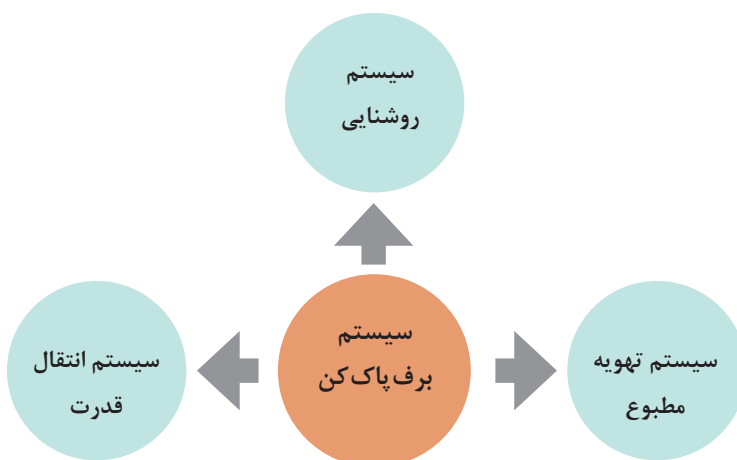 سیستم
روشنایی
سیستم
برف پاک کن
سیستم تهویه
مطبوع
سیستم انتقال
قدرت